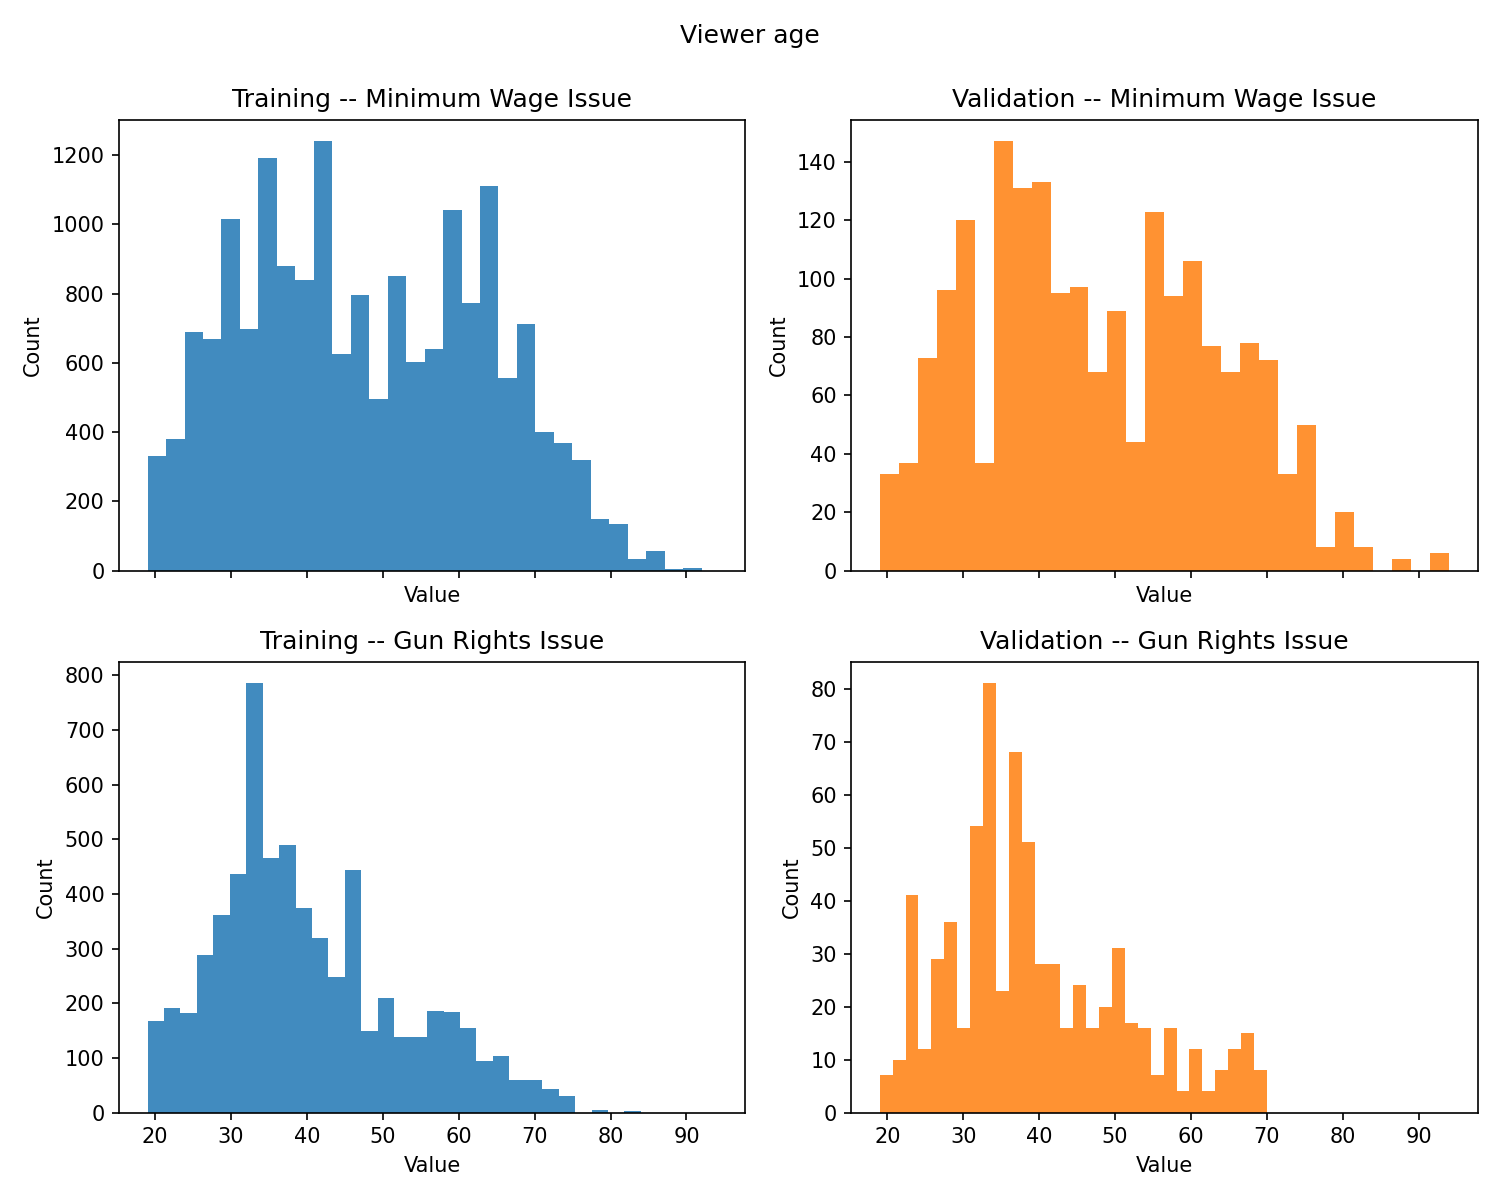 Viewer age
Training -- Minimum Wage Issue
Validation -- Minimum Wage Issue
1200
1000
800
600
400
200
0
Count
Value
140
120
100
80
60
40
20
0
Count
Value
Training -- Gun Rights Issue
Validation -- Gun Rights Issue
800
700
600
500
400
300
200
100
0
Count
20 30 40 50 60 70 80 90
Value
80
70
60
50
40
30
20
10
0
Count
20 30 40 50 60 70 80 90
Value